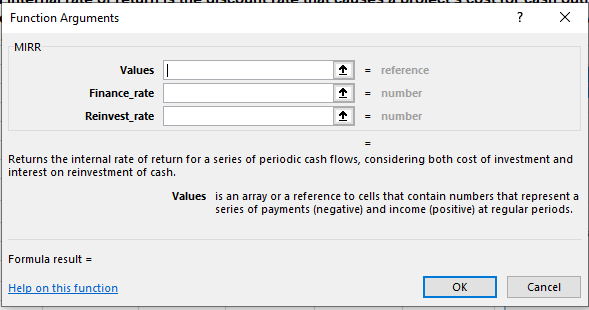 internal rate of return is the discount rate that causes a project's cost for cash out
Function Arguments ? ×
MIRR
Values = reference
Finance_rate = number
Reinvest_rate = number
=
Returns the internal rate of return for a series of periodic cash flows, considering both cost of investment and
interest on reinvestment of cash.
Values is an array or a reference to cells that contain numbers that represent a
series of payments (negative) and income (positive) at regular periods.
Formula result =
Help on this function OK Cancel